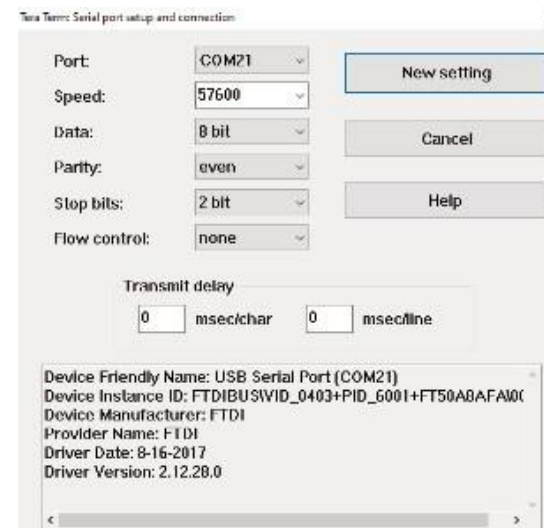 Tera Term: Serial port setup and connection
Port: COM21
New setting
Speed: 57600
Data: 8 bit
Cancel
Parity: even
Stop bits: 2 bit
Help
Flow control: none
Transmit delay
0 msec/char 0 msec/line
Device Friendly Name: USB Serial Port (COM21)
Device Instance ID: FTDIBUS\VID_0403+PID_6001+FT50A8AFA\00
Device Manufacturer: FTDI
Provider Name: FTDI
Driver Date: 8-16-2017
Driver Version: 2.12.28.0